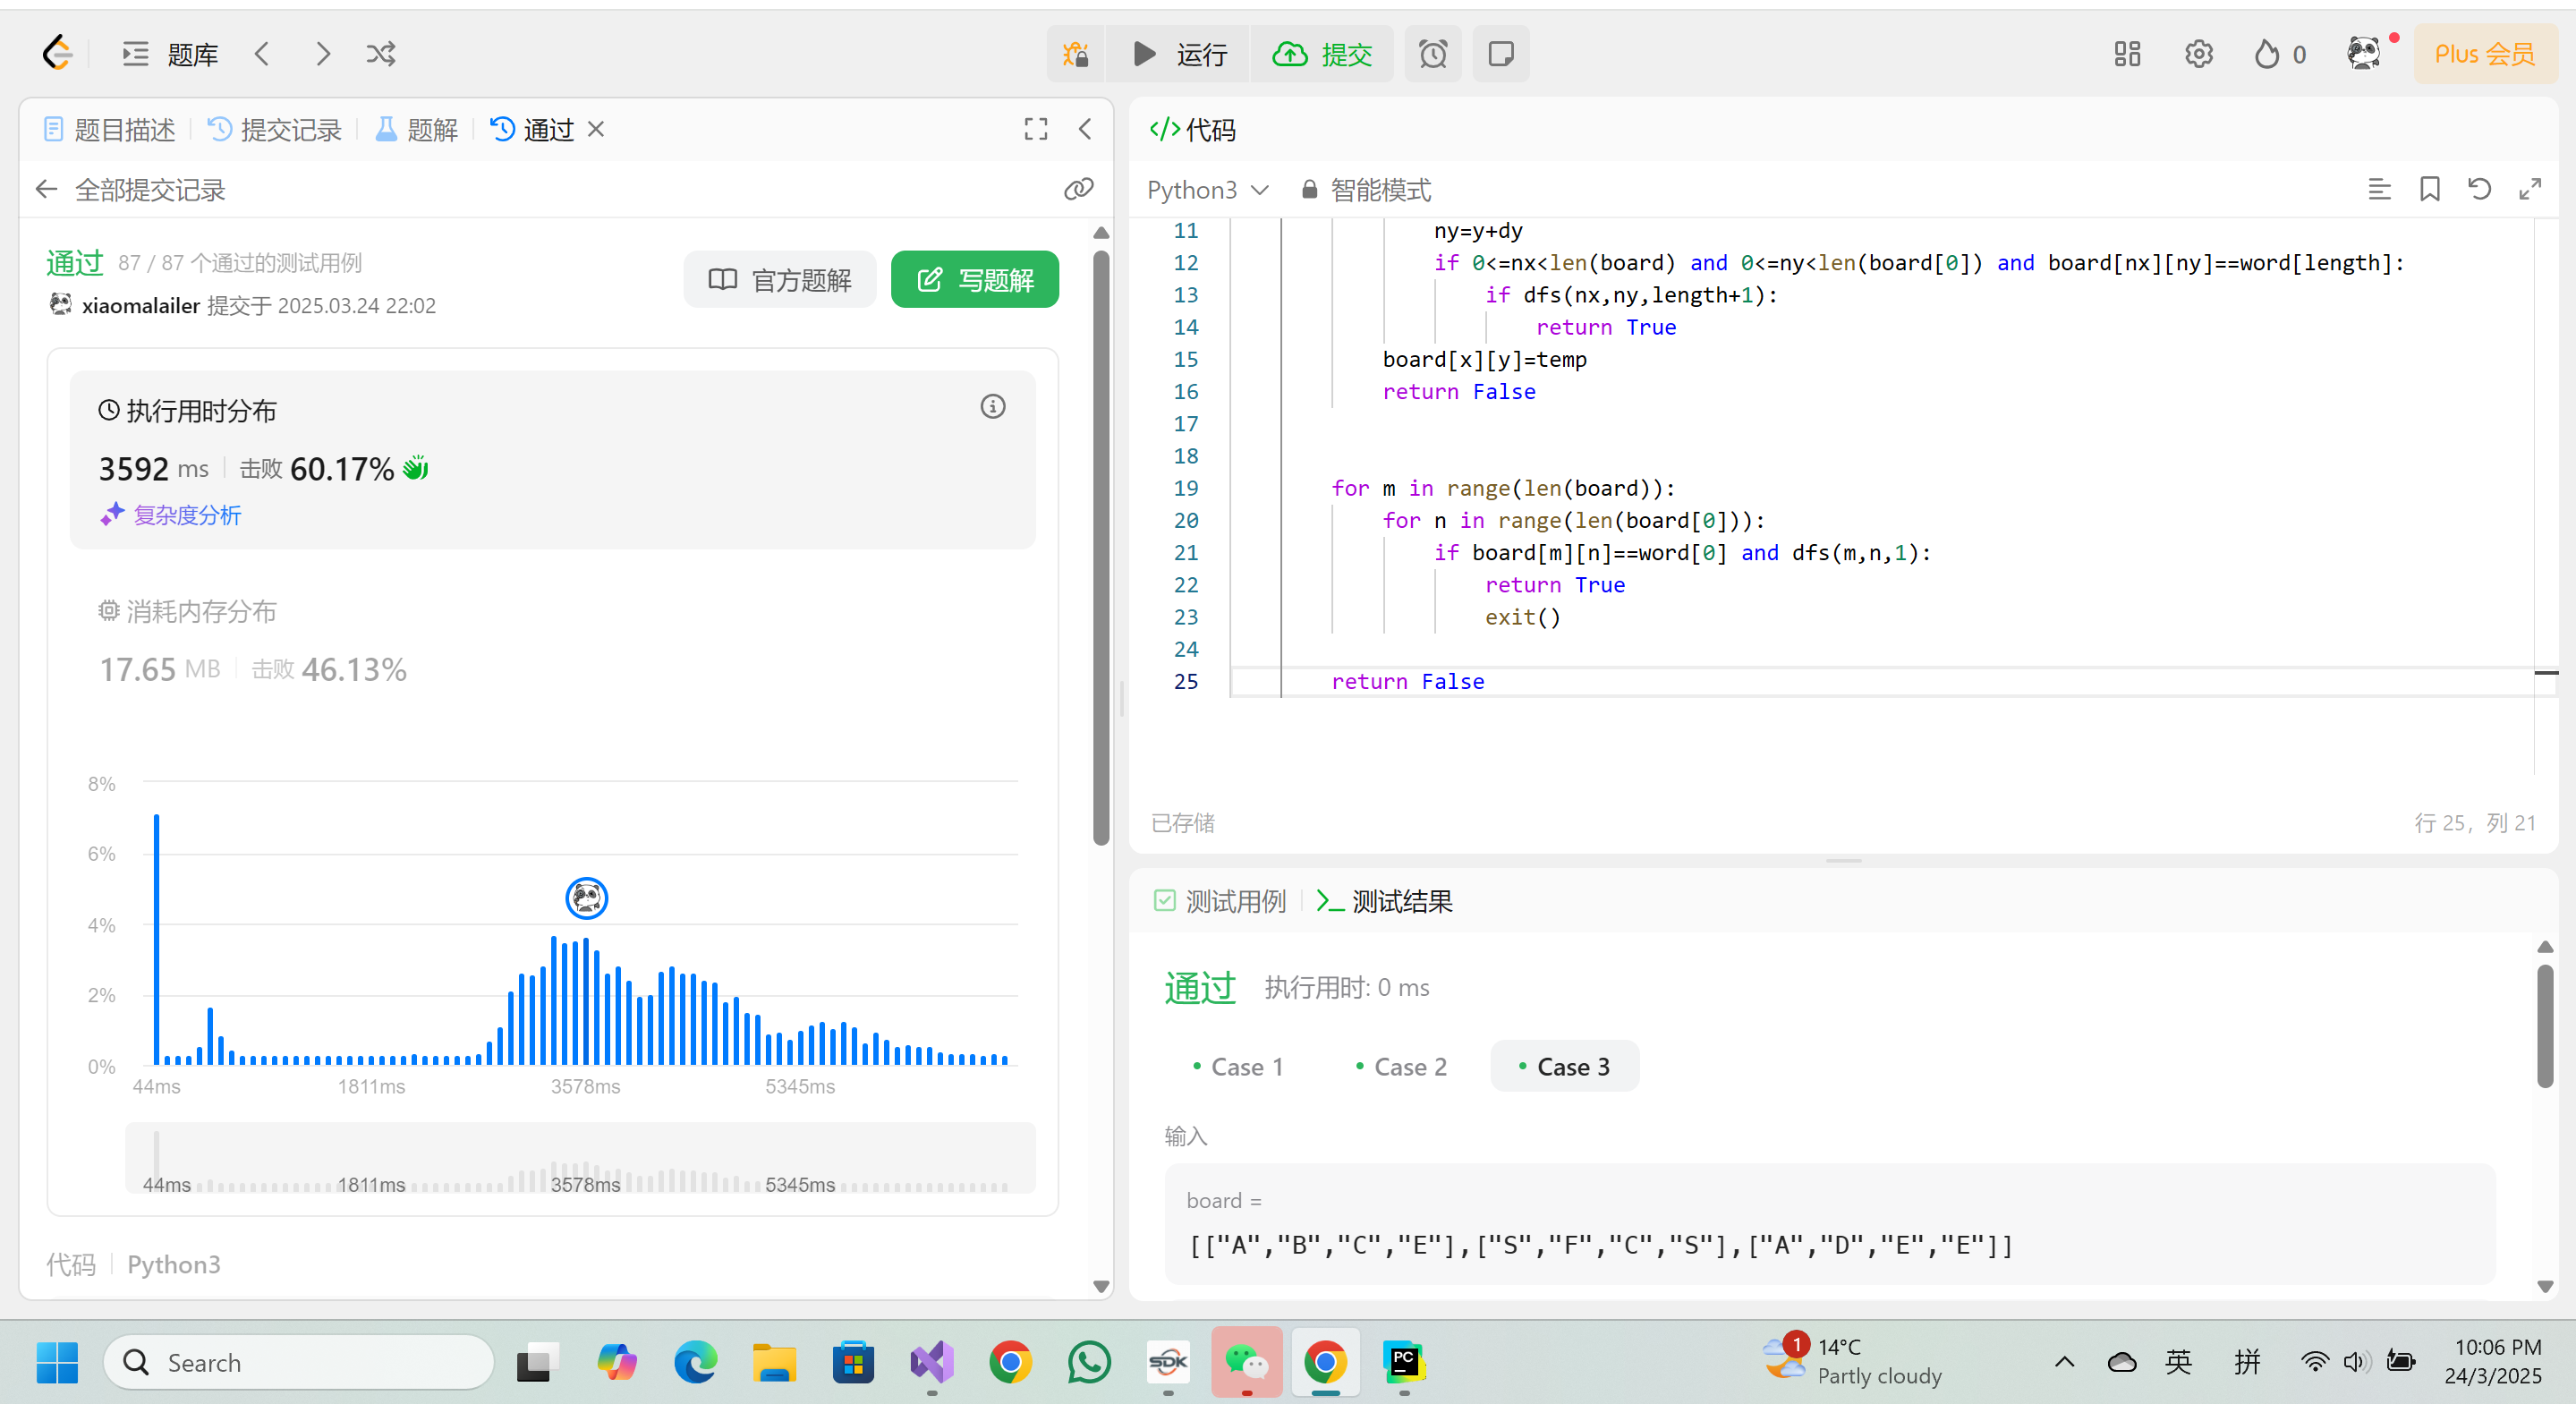 题库
运行
提交
0
Plus 会员
题目描述
提交记录
题解
通过
全部提交记录
通过 87 / 87 个通过的测试用例
xiaomalailer 提交于 2025.03.24 22:02
官方题解
写题解
执行用时分布
3592 ms 击败 60.17%
复杂度分析
消耗内存分布
17.65 MB 击败 46.13%
8%
6%
4%
2%
0%
44ms 1811ms 3578ms 5345ms
44ms 1811ms 3578ms 5345ms
代码 Python3
</>代码
Python3 智能模式
11 ny=y+dy
12 if 0<=nx<len(board) and 0<=ny<len(board[0]) and board[nx][ny]==word[length]:
13 if dfs(nx,ny,length+1):
14 return True
15 board[x][y]=temp
16 return False
17
18
19 for m in range(len(board)):
20 for n in range(len(board[0])):
21 if board[m][n]==word[0] and dfs(m,n,1):
22 return True
23 exit()
24
25 return False
已存储
行 25, 列 21
测试用例
测试结果
通过 执行用时: 0 ms
Case 1
Case 2
Case 3
输入
board =
[["A","B","C","E"],["S","F","C","S"],["A","D","E","E"]]
Search
SDK
PC
1
14°C
Partly cloudy
英
拼
10:06 PM
24/3/2025